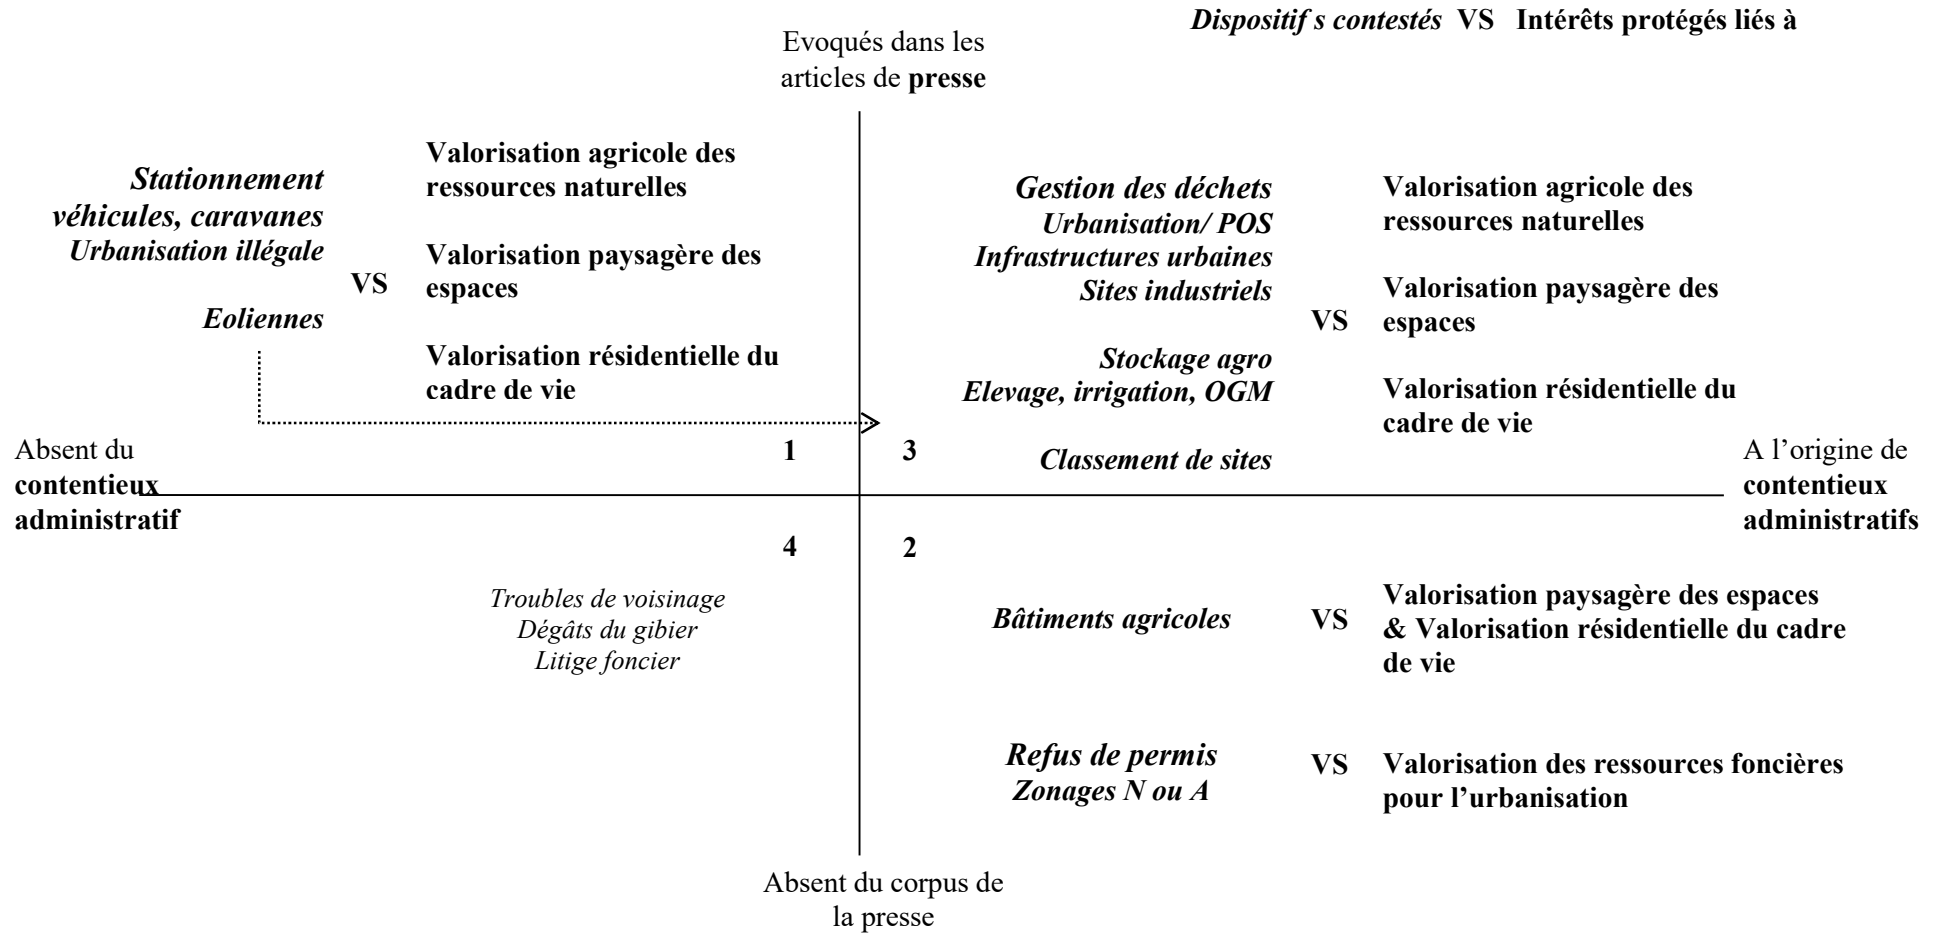 Dispositif s contestés VS Intérêts protégés liés à
Evoqués dans les
articles de presse
Stationnement
véhicules, caravanes
Urbanisation illégale
Eoliennes
VS
Valorisation agricole des
ressources naturelles
Valorisation paysagère des
espaces
Valorisation résidentielle du
cadre de vie
Gestion des déchets
Urbanisation/ POS
Infrastructures urbaines
Sites industriels
Stockage agro
Elevage, irrigation, OGM
Classement de sites
VS
Valorisation agricole des
ressources naturelles
Valorisation paysagère des
espaces
Valorisation résidentielle du
cadre de vie
Absent du
contentieux
administratif
1
3
A l’origine de
contentieux
administratifs
4
2
Troubles de voisinage
Dégâts du gibier
Litige foncier
Bâtiments agricoles
VS
Valorisation paysagère des espaces
& Valorisation résidentielle du cadre
de vie
Refus de permis
Zonages N ou A
VS
Valorisation des ressources foncières
pour l’urbanisation
Absent du corpus de
la presse